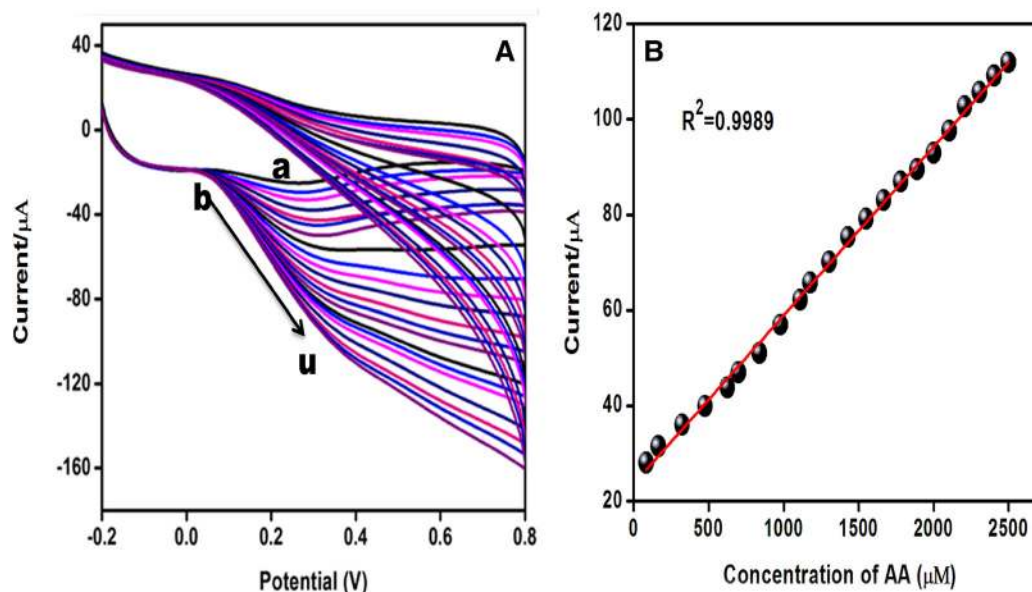 A
40
0
-40
-80
-120
-160
Current/μA
a
b
u
-0.2
0.0
0.2
0.4
0.6
0.8
Potential (V)
B
R²=0.9989
120
100
80
60
40
20
Current/μA
0
500
1000
1500
2000
2500
Concentration of AA (μM)